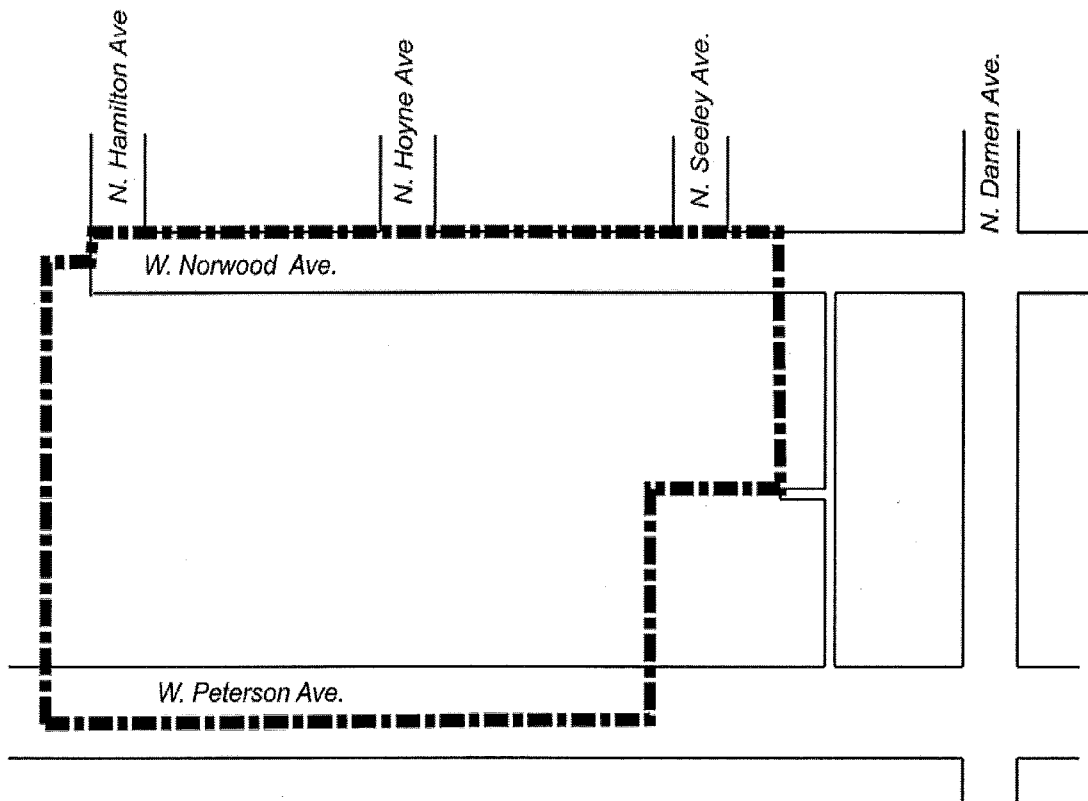 N. Hamilton Ave
N. Hoyne Ave
N. Seeley Ave.
N. Damen Ave.
W. Norwood Ave.
W. Peterson Ave.